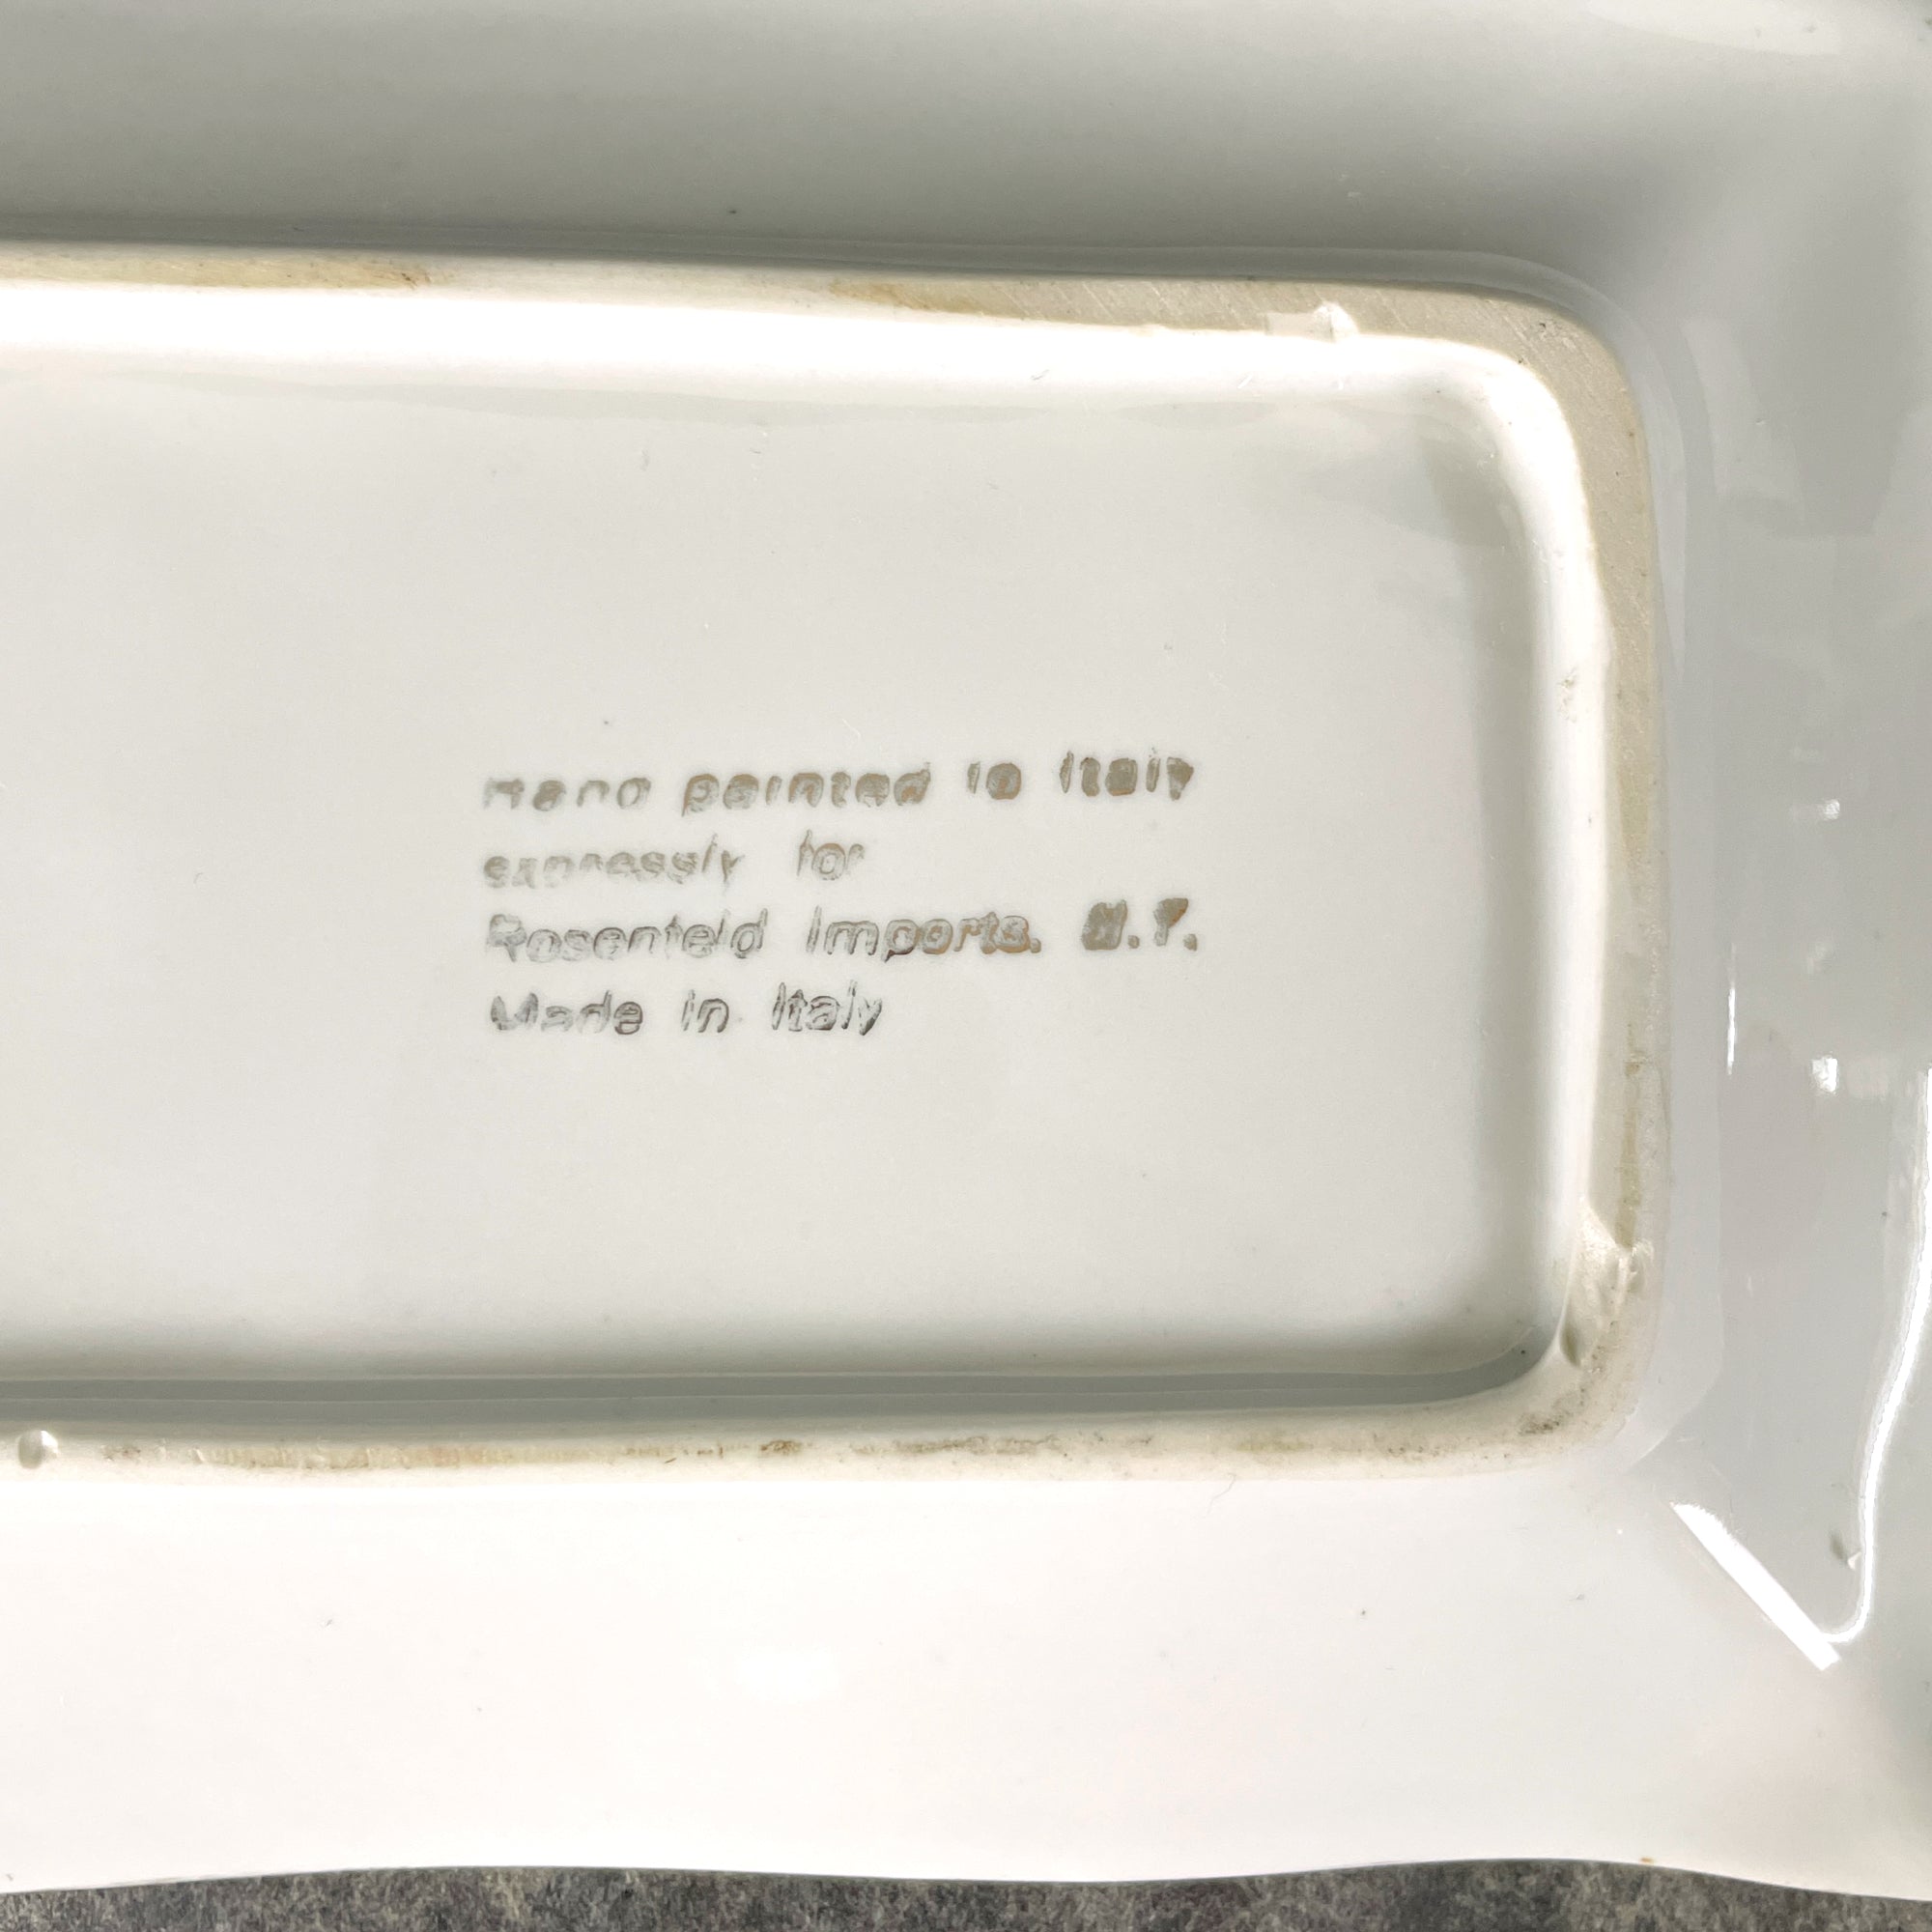 Hand painted in Italy
expressly for
Rosenfeld Imports. N.Y.
Made in Italy